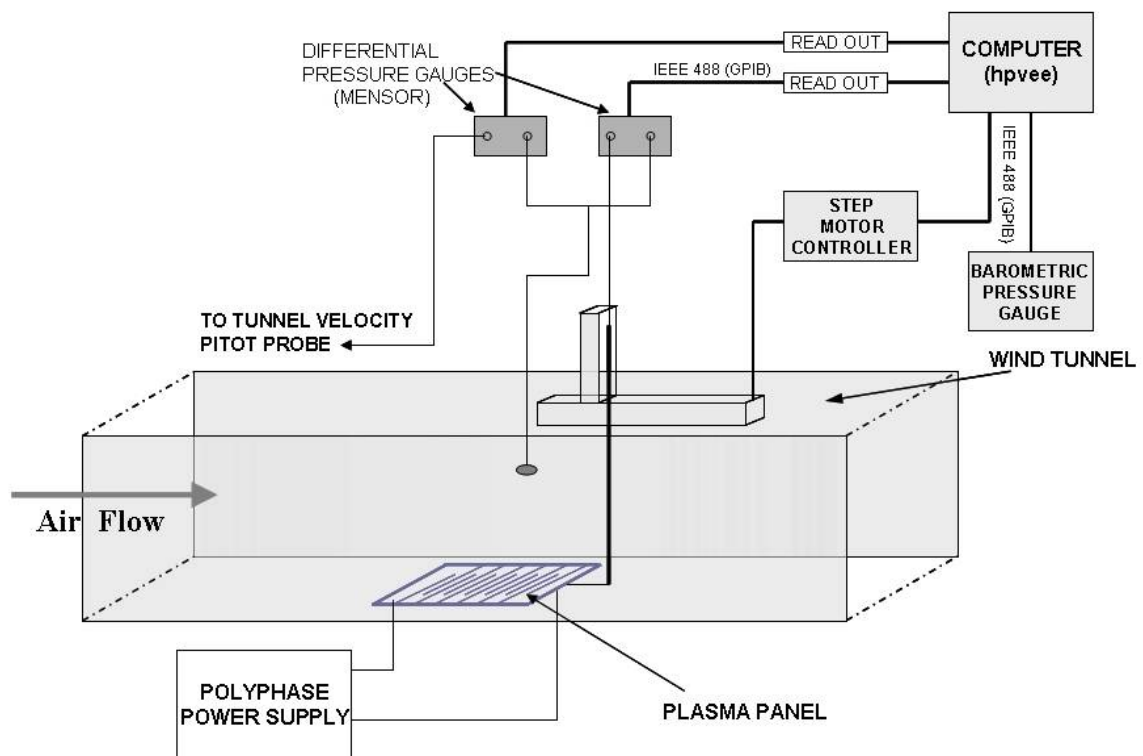 DIFFERENTIAL
PRESSURE GAUGES
(MENSOR)
READ OUT
IEEE 488 (GPIB)
READ OUT
COMPUTER
(hpvee)
IEEE 488 (GPIB)
STEP
MOTOR
CONTROLLER
BAROMETRIC
PRESSURE
GAUGE
TO TUNNEL VELOCITY
PITOT PROBE
WIND TUNNEL
Air Flow
POLYPHASE
POWER SUPPLY
PLASMA PANEL